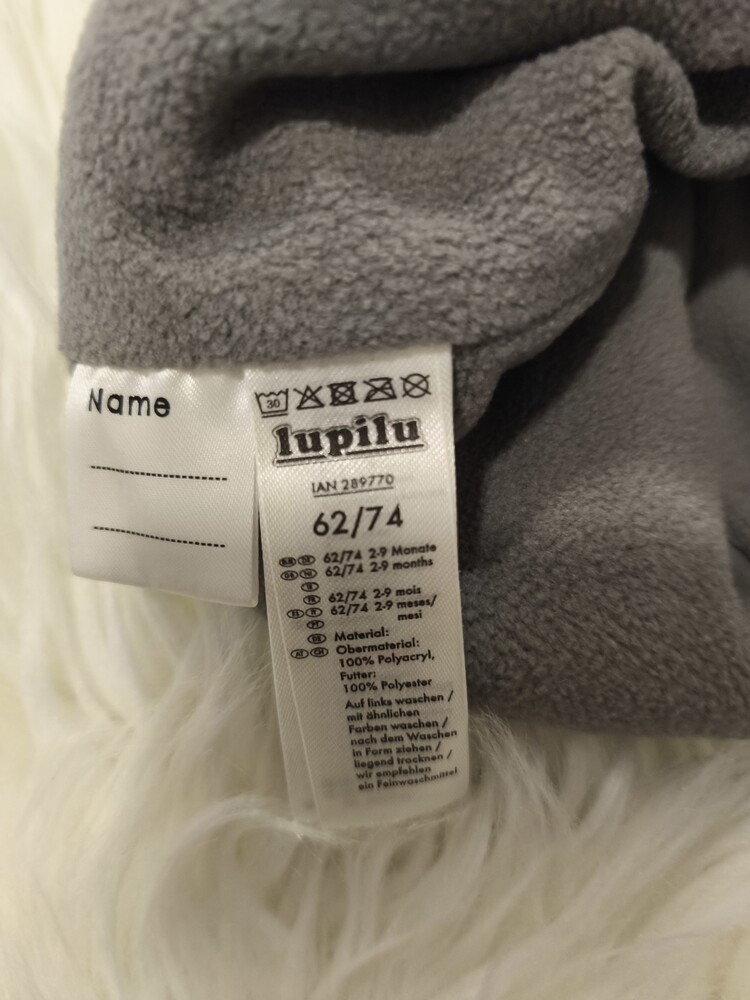 Name
30
lupilu
IAN 289770
62/74
62/74 2-9 Monate
62/74 2-9 months
62/74 2-9 mois
62/74 2-9 meses/
mesi
Material:
AT CH Obermaterial:
100% Polyacryl,
Futter:
100% Polyester
Auf links waschen /
mit ähnlichen
Farben waschen /
nach dem Waschen
in Form ziehen /
liegend trocknen /
wir empfehlen
ein Feinwaschmittel